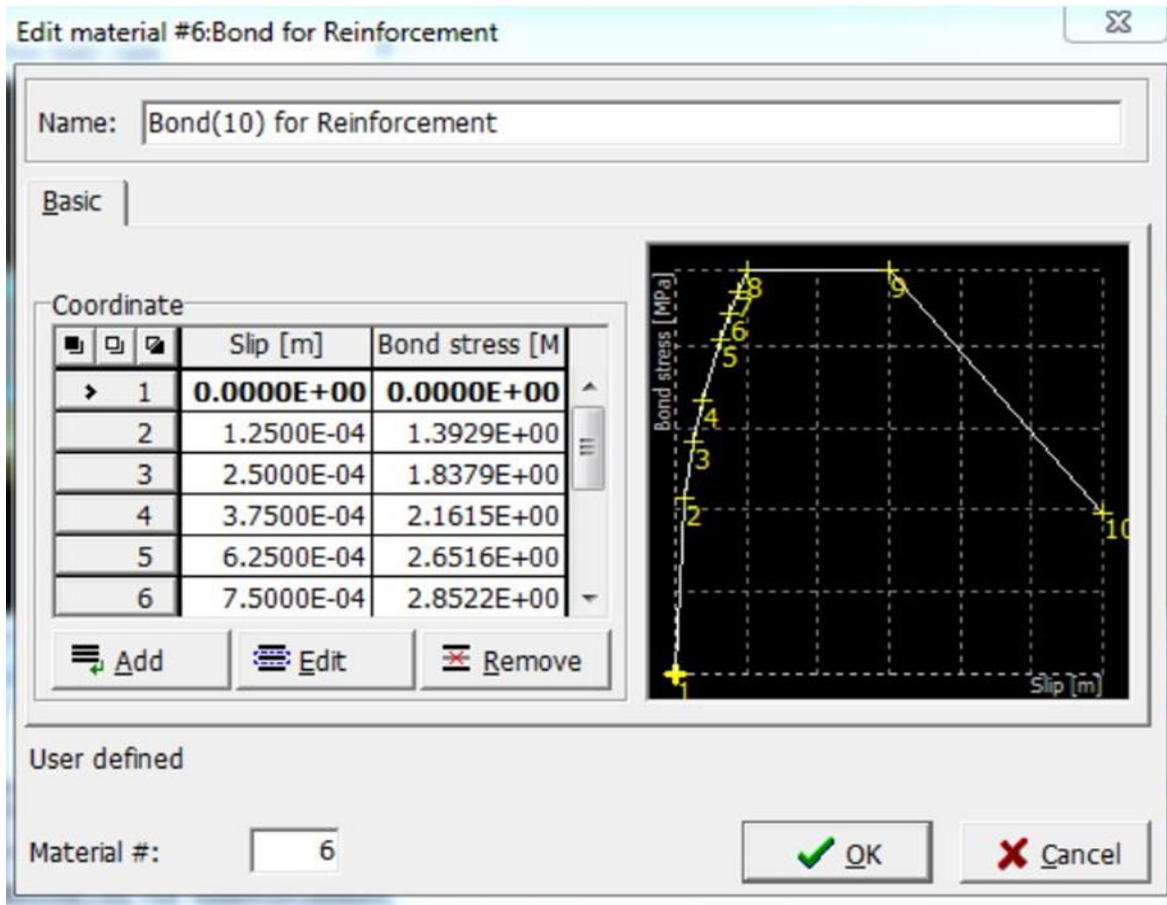 Edit material #6:Bond for Reinforcement
Name: Bond(10) for Reinforcement
Basic
Coordinate
Slip [m] Bond stress [M
1 0.0000E+00 0.0000E+00
2 1.2500E-04 1.3929E+00
3 2.5000E-04 1.8379E+00
4 3.7500E-04 2.1615E+00
5 6.2500E-04 2.6516E+00
6 7.5000E-04 2.8522E+00
Add Edit Remove
Bond stress [MPa]
8
9
7
6
5
4
3
2
10
1
Slip [m]
User defined
Material #: 6
OK Cancel